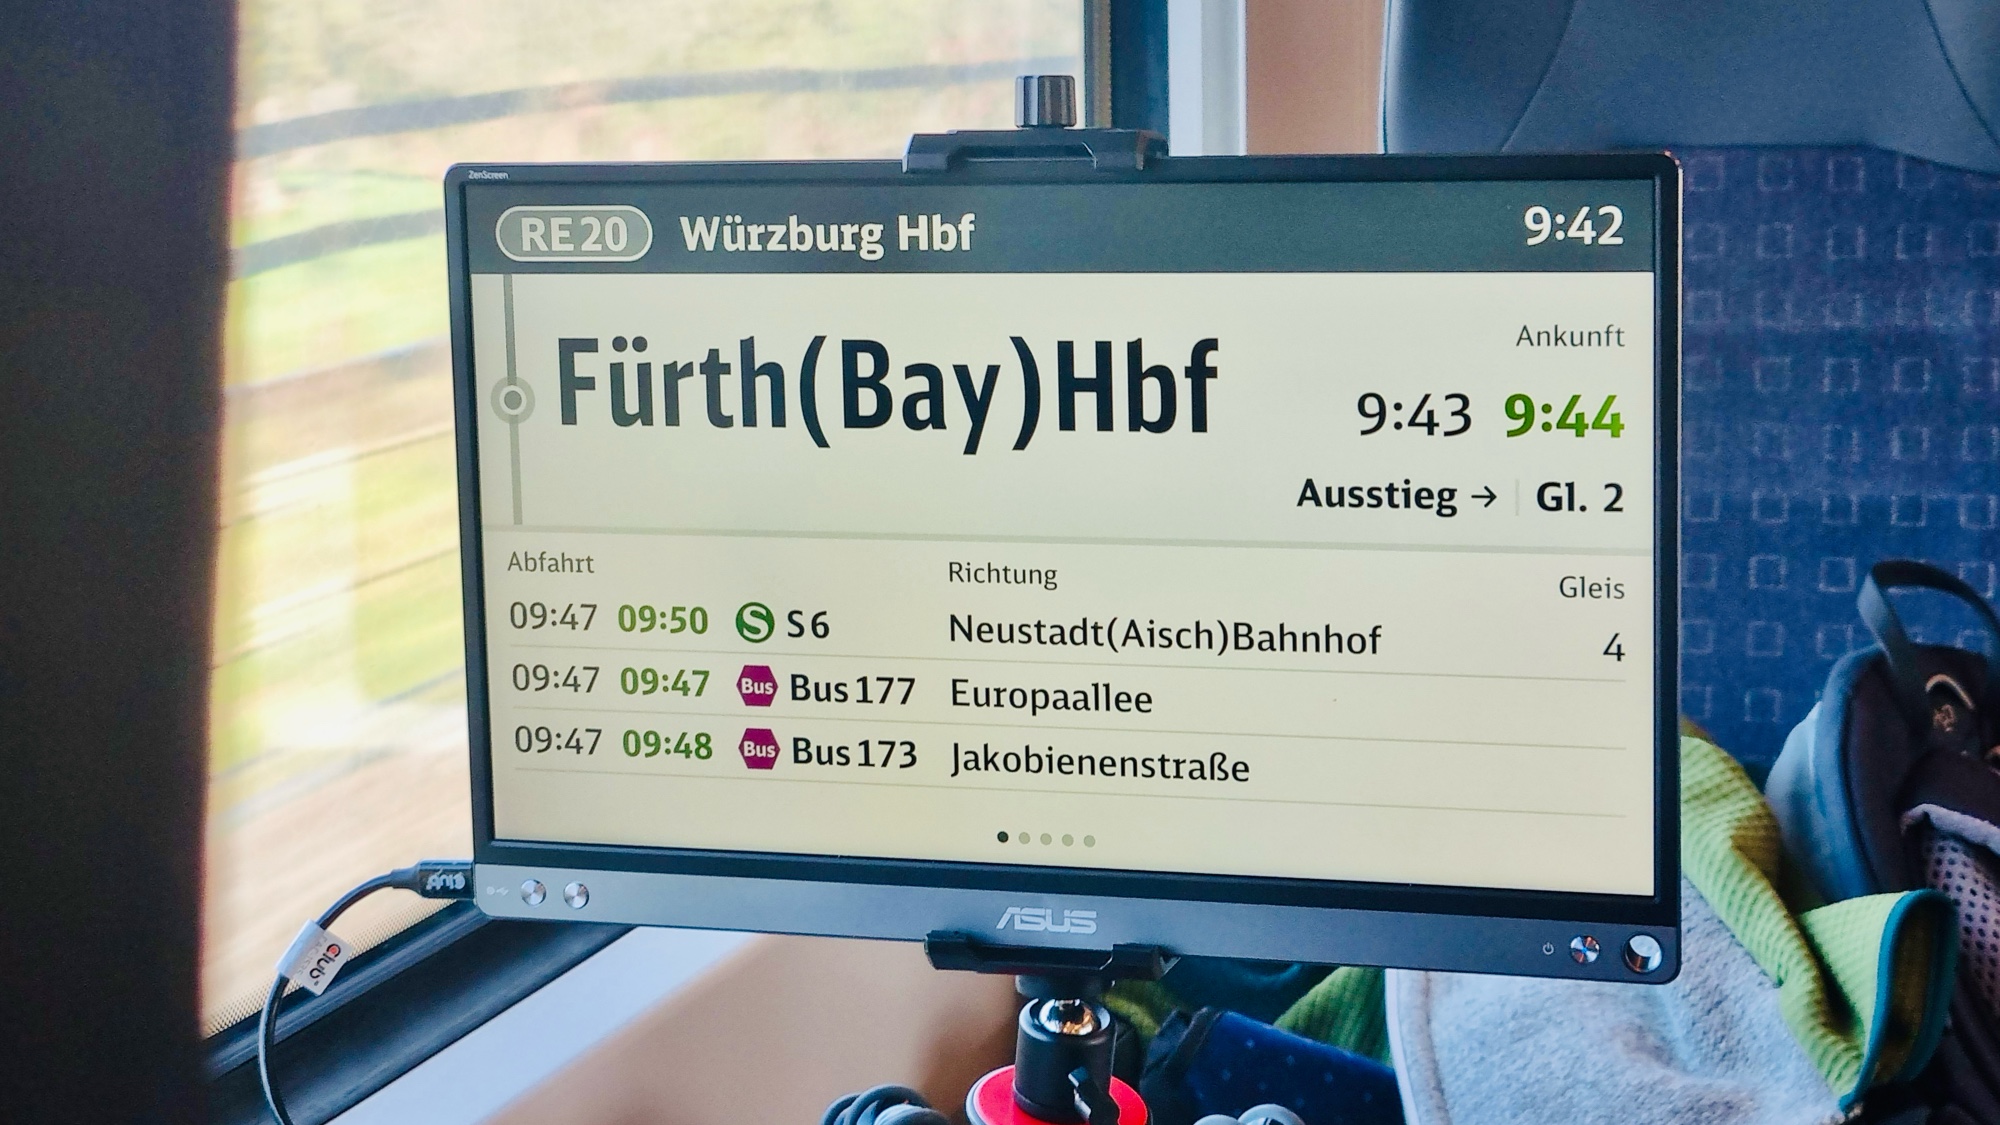 ZenScreen
RE 20 Würzburg Hbf 9:42
Ankunft
Fürth(Bay)Hbf 9:43 9:44
Ausstieg → Gl. 2
Abfahrt Richtung Gleis
09:47 09:50 S S 6 Neustadt(Aisch)Bahnhof 4
09:47 09:47 Bus Bus 177 Europaallee
09:47 09:48 Bus Bus 173 Jakobienenstraße
Club
ASUS
Club